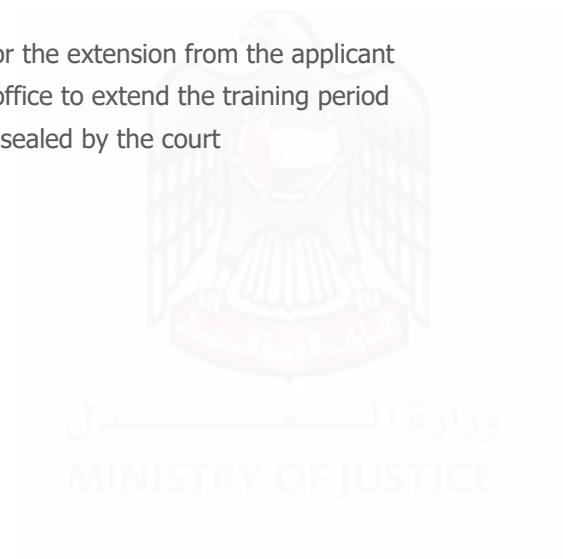 or the extension from the applicant
office to extend the training period
sealed by the court
وزارة العـدل
MINISTRY OF JUSTICE